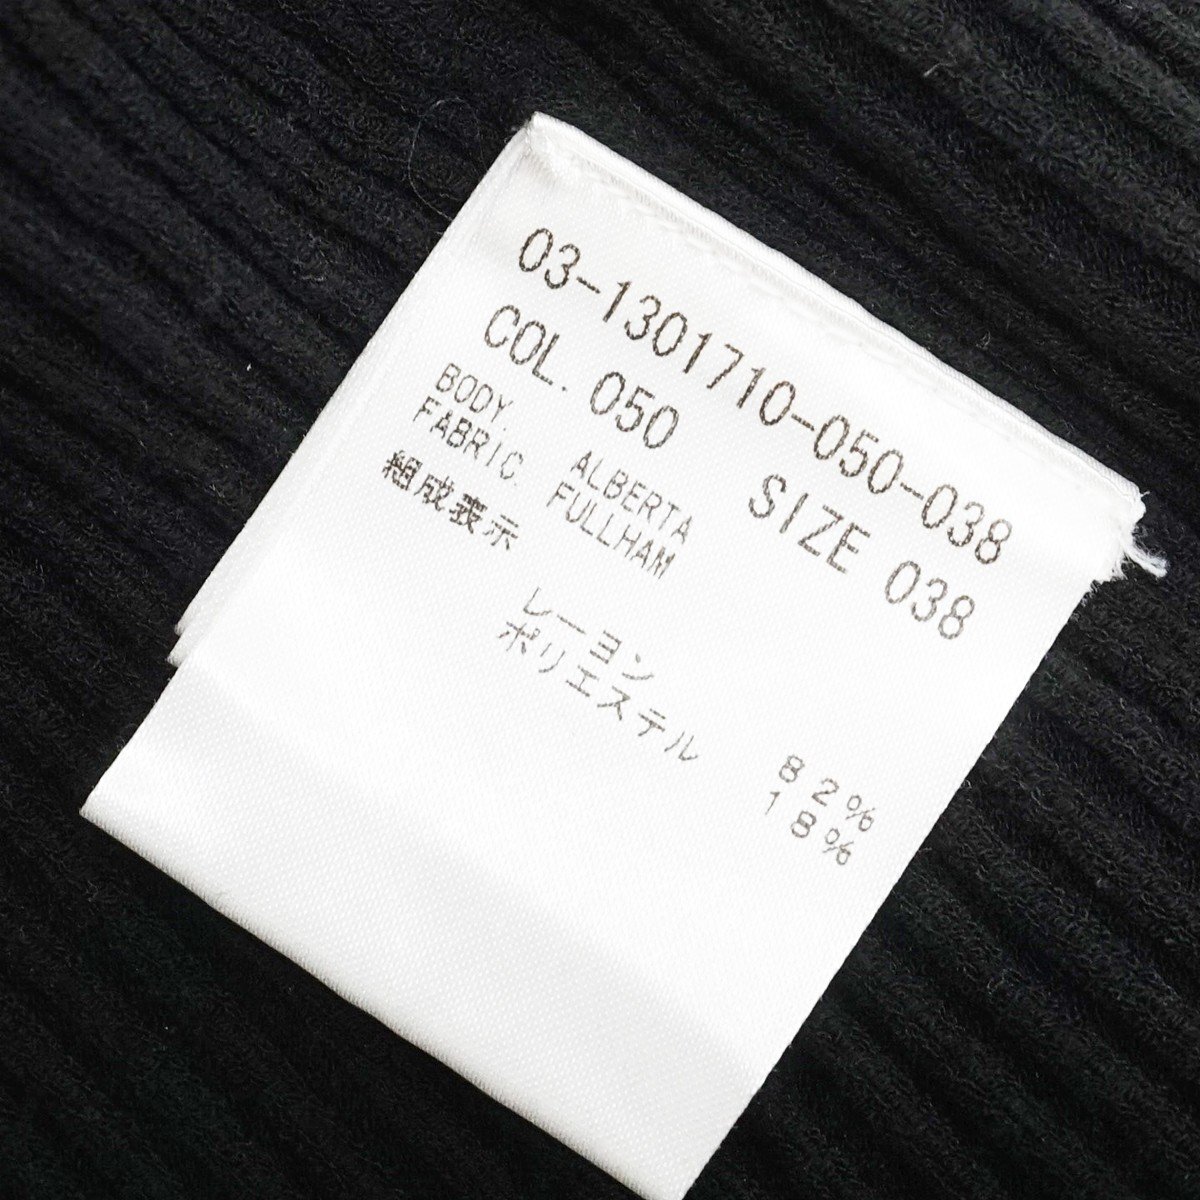 03-1301710-050-038
COL. 050 SIZE 038
BODY. ALBERTA
FABRIC FULLHAM
組成表示
レーヨン 82%
ポリエステル 18%